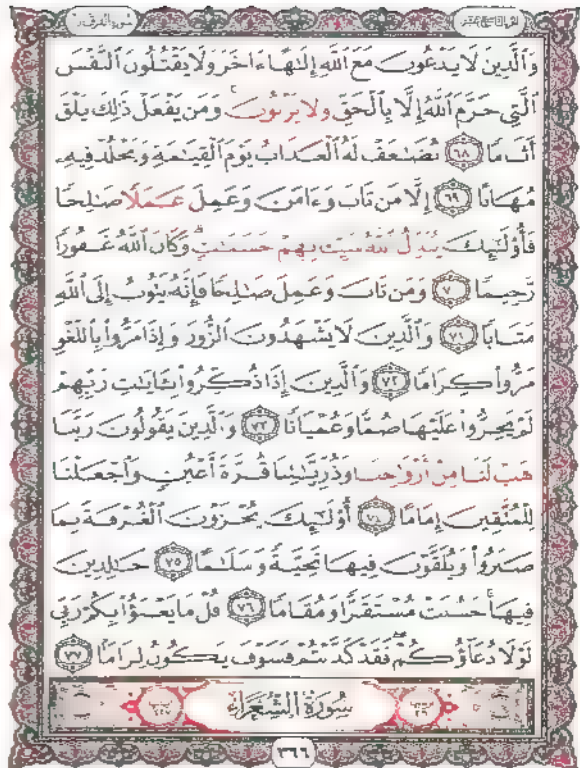 الجزء التاسع عشر
سورة الفرقان
وَالَّذِينَ لَا يَدْعُونَ مَعَ اللَّهِ إِلَٰهًا ءَاخَرَ وَلَا يَقْتُلُونَ النَّفْسَ
الَّتِي حَرَّمَ اللَّهُ إِلَّا بِالْحَقِّ وَلَا يَزْنُونَ ۚ وَمَن يَفْعَلْ ذَٰلِكَ يَلْقَ
أَثَامًا ٦٨ يُضَٰعَفْ لَهُ الْعَذَابُ يَوْمَ الْقِيَٰمَةِ وَيَخْلُدْ فِيهِۦ
مُهَانًا ٦٩ إِلَّا مَن تَابَ وَءَامَنَ وَعَمِلَ عَمَلًا صَٰلِحًا
فَأُو۟لَٰٓئِكَ يُبَدِّلُ اللَّهُ سَيِّـَٔاتِهِمْ حَسَنَٰتٍ ۗ وَكَانَ اللَّهُ غَفُورًا
رَّحِيمًا ٧٠ وَمَن تَابَ وَعَمِلَ صَٰلِحًا فَإِنَّهُۥ يَتُوبُ إِلَى اللَّهِ
مَتَابًا ٧١ وَالَّذِينَ لَا يَشْهَدُونَ الزُّورَ وَإِذَا مَرُّوا۟ بِاللَّغْوِ
مَرُّوا۟ كِرَامًا ٧٢ وَالَّذِينَ إِذَا ذُكِّرُوا۟ بِـَٔايَٰتِ رَبِّهِمْ
لَمْ يَخِرُّوا۟ عَلَيْهَا صُمًّا وَعُمْيَانًا ٧٣ وَالَّذِينَ يَقُولُونَ رَبَّنَا
هَبْ لَنَا مِنْ أَزْوَٰجِنَا وَذُرِّيَّٰتِنَا قُرَّةَ أَعْيُنٍ وَاجْعَلْنَا
لِلْمُتَّقِينَ إِمَامًا ٧٤ أُو۟لَٰٓئِكَ يُجْزَوْنَ الْغُرْفَةَ بِمَا
صَبَرُوا۟ وَيُلَقَّوْنَ فِيهَا تَحِيَّةً وَسَلَٰمًا ٧٥ خَٰلِدِينَ
فِيهَا ۚ حَسُنَتْ مُسْتَقَرًّا وَمُقَامًا ٧٦ قُلْ مَا يَعْبَؤُا۟ بِكُمْ رَبِّي
لَوْلَا دُعَآؤُكُمْ ۖ فَقَدْ كَذَّبْتُمْ فَسَوْفَ يَكُونُ لِزَامًا ٧٧
سُورَةُ الشُّعَرَاءِ
٣٦٦